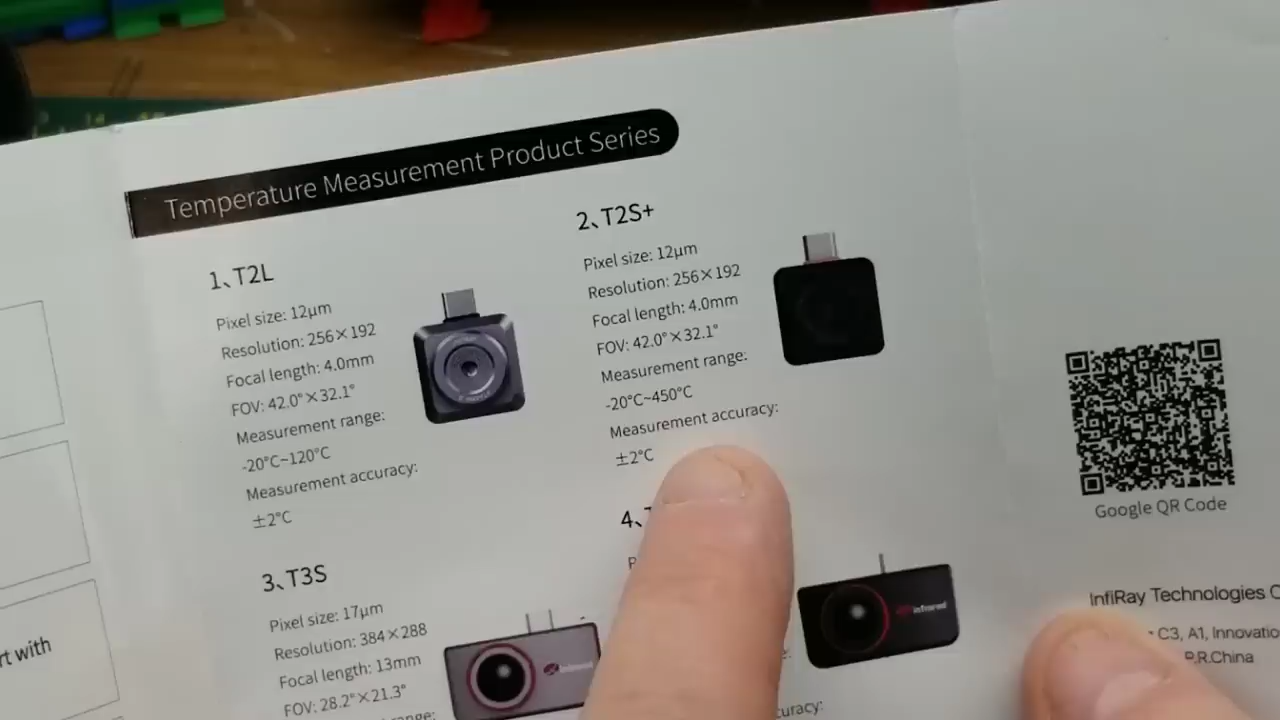 Temperature Measurement Product Series
1、T2L
Pixel size: 12μm
Resolution: 256×192
Focal length: 4.0mm
FOV: 42.0°×32.1°
Measurement range:
-20℃~120℃
Measurement accuracy:
±2℃
2、T2S+
Pixel size: 12μm
Resolution: 256×192
Focal length: 4.0mm
FOV: 42.0°×32.1°
Measurement range:
-20℃~450℃
Measurement accuracy:
±2℃
3、T3S
Pixel size: 17μm
Resolution: 384×288
Focal length: 13mm
FOV: 28.2°×21.3°
infrared
4、
infrared
Google QR Code
InfiRay Technologies
C3, A1,
P.R.China
with